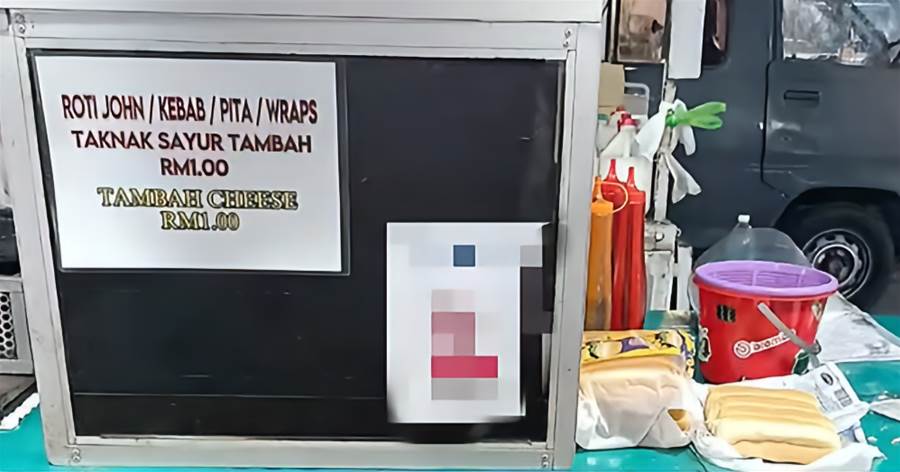 ROTI JOHN / KEBAB / PITA / WRAPS
TAKNAK SAYUR TAMBAH
RM1.00
TAMBAH CHEESE
RM1.00